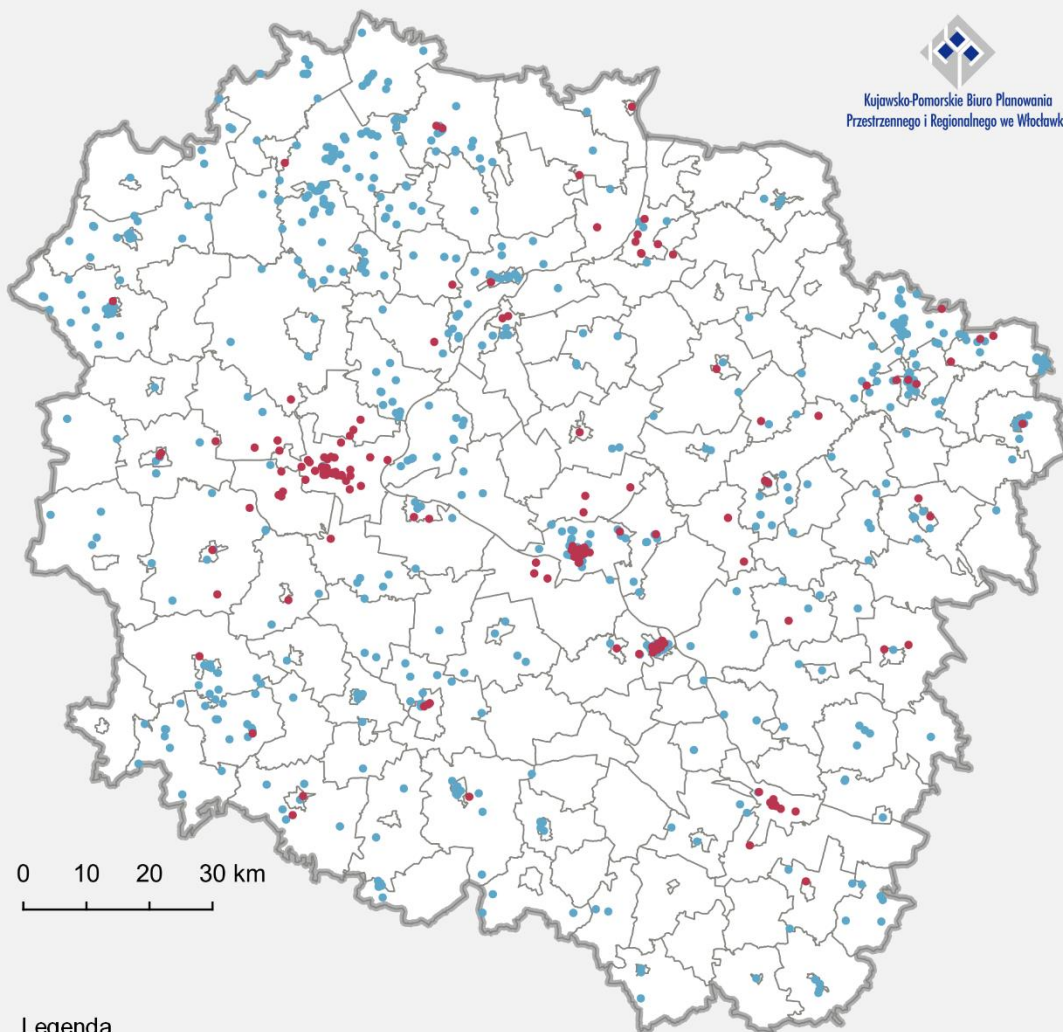 Kujawsko-Pomorskie Biuro Planowania
Przestrzennego i Regionalnego we Włocławk
0 10 20 30 km
Legenda